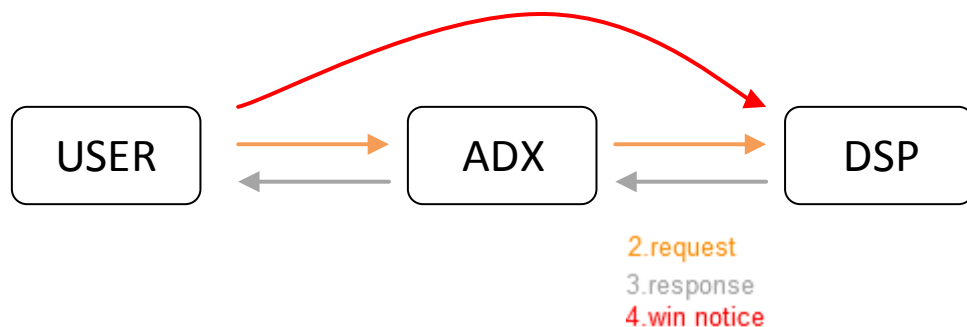 USER
ADX
DSP
2.request
3.response
4.win notice